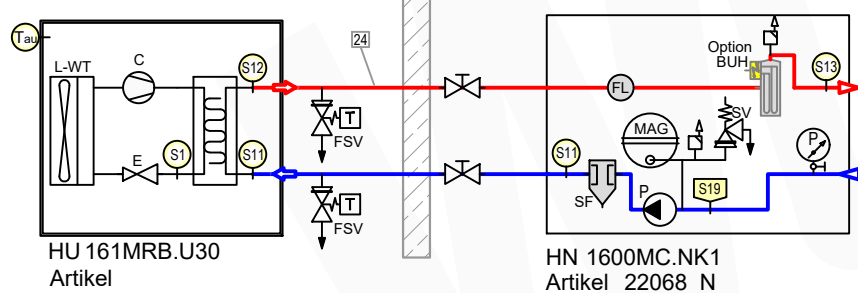 Tau
L-WT
C
S12
E
S1
S11
HU 161MRB.U30
Artikel
24
T
FSV
T
FSV
FL
Option
BUH
S13
MAG
SV
P
S11
SF
P
S19
HN 1600MC.NK1
Artikel 22068 N